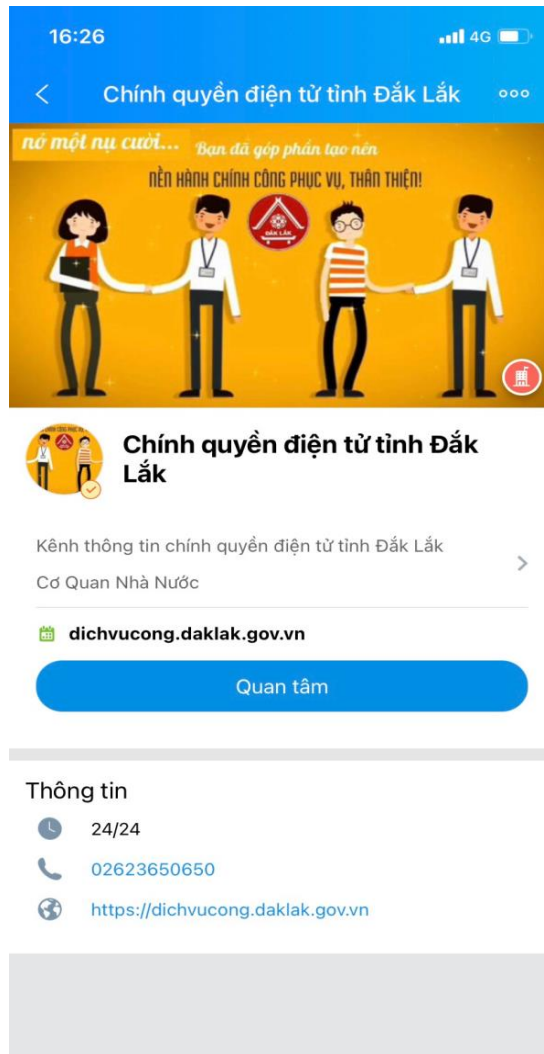 16:26
4G
Chính quyền điện tử tỉnh Đắk Lắk
nở một nụ cười...
Bạn đã góp phần tạo nên
NỀN HÀNH CHÍNH CÔNG PHỤC VỤ, THÂN THIỆN!
ĐẮK LẮK
Chính quyền điện tử tỉnh Đắk
Lắk
Kênh thông tin chính quyền điện tử tỉnh Đắk Lắk
Cơ Quan Nhà Nước
dichvucong.daklak.gov.vn
Quan tâm
Thông tin
24/24
02623650650
https://dichvucong.daklak.gov.vn